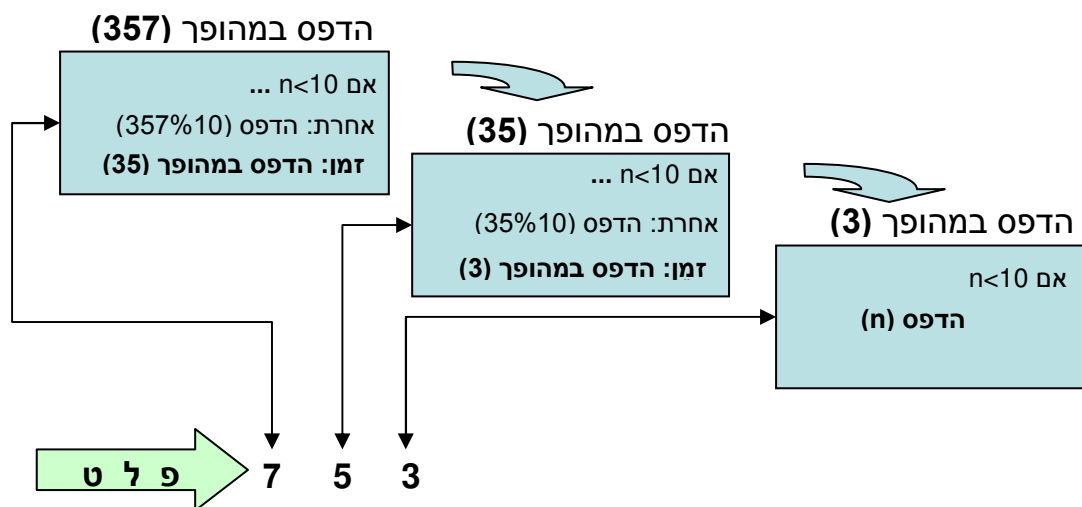 הדפס במהופך (357)
אם n<10 ...
אחרת: הדפס (357%10)
זמן: הדפס במהופך (35)
הדפס במהופך (35)
אם n<10 ...
אחרת: הדפס (35%10)
זמן: הדפס במהופך (3)
הדפס במהופך (3)
אם n<10
הדפס (n)
פ ל ט
7 5 3